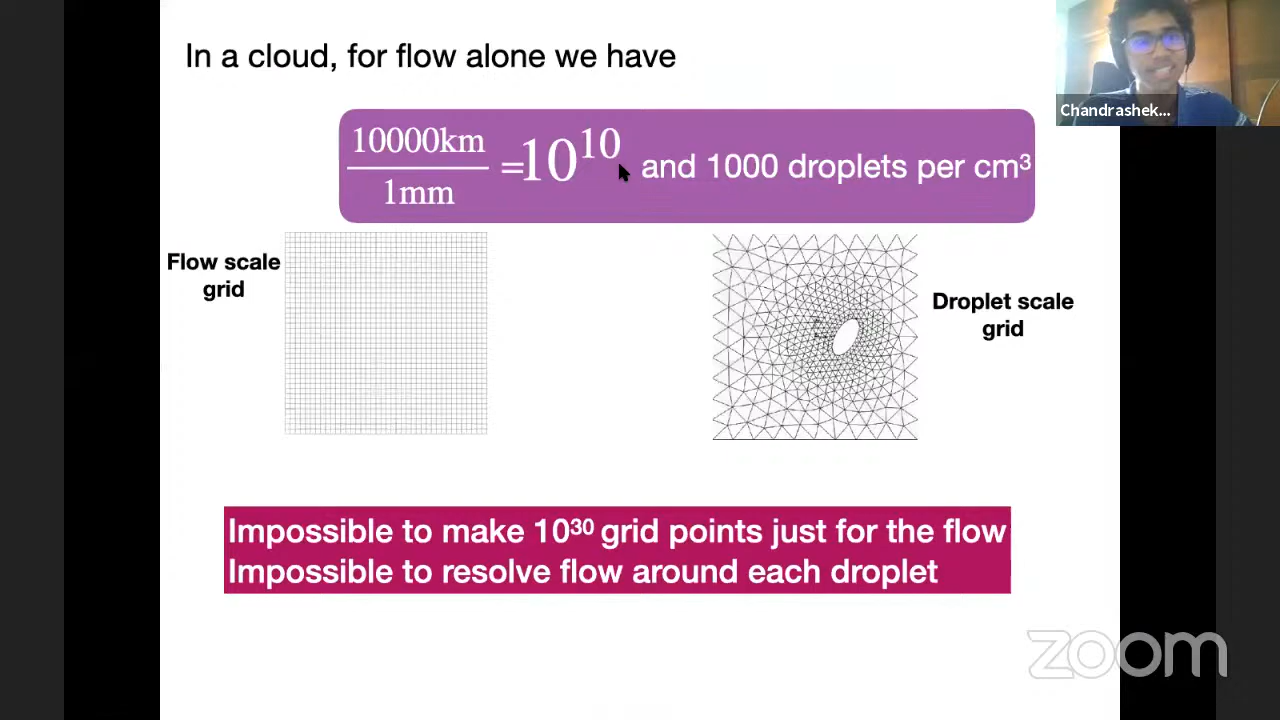 In a cloud, for flow alone we have
Chandrashek...
10000km
1mm
=10^10 and 1000 droplets per cm³
Flow scale
grid
Droplet scale
grid
Impossible to make 10³⁰ grid points just for the flow
Impossible to resolve flow around each droplet
zoom